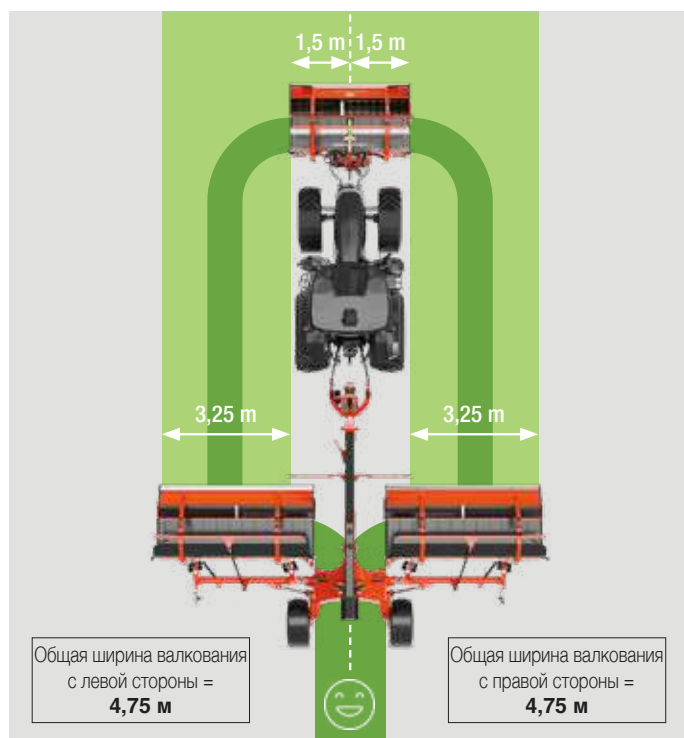 1,5 m 1,5 m
3,25 m 3,25 m
Общая ширина валкования
с левой стороны =
4,75 м
Общая ширина валкования
с правой стороны =
4,75 м